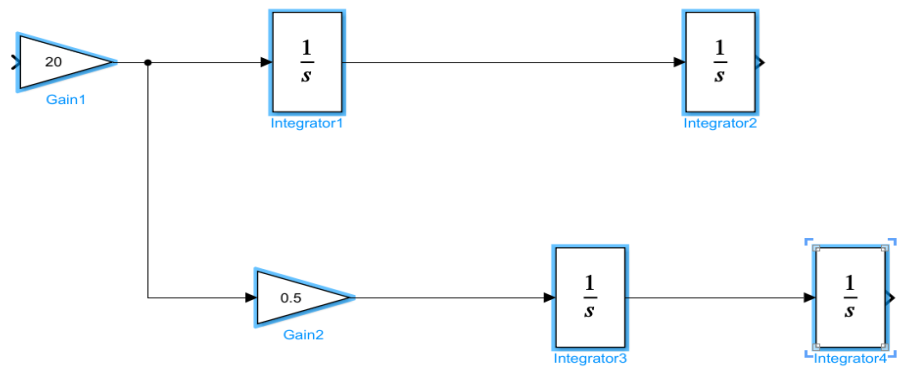 20
Gain1
1
s
Integrator1
1
s
Integrator2
0.5
Gain2
1
s
Integrator3
1
s
Integrator4